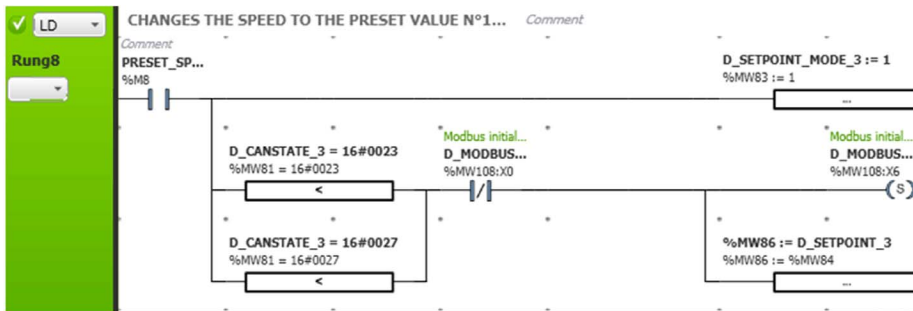 LD
CHANGES THE SPEED TO THE PRESET VALUE N°1... Comment
Comment
Rung8
PRESET_SP...
%M8
D_SETPOINT_MODE_3 := 1
%MW83 := 1
...
D_CANSTATE_3 = 16#0023
%MW81 = 16#0023
<
Modbus initial...
D_MODBUS...
%MW108:X0
Modbus initial...
D_MODBUS...
%MW108:X6
S
D_CANSTATE_3 = 16#0027
%MW81 = 16#0027
<
%MW86 := D_SETPOINT_3
%MW86 := %MW84
...